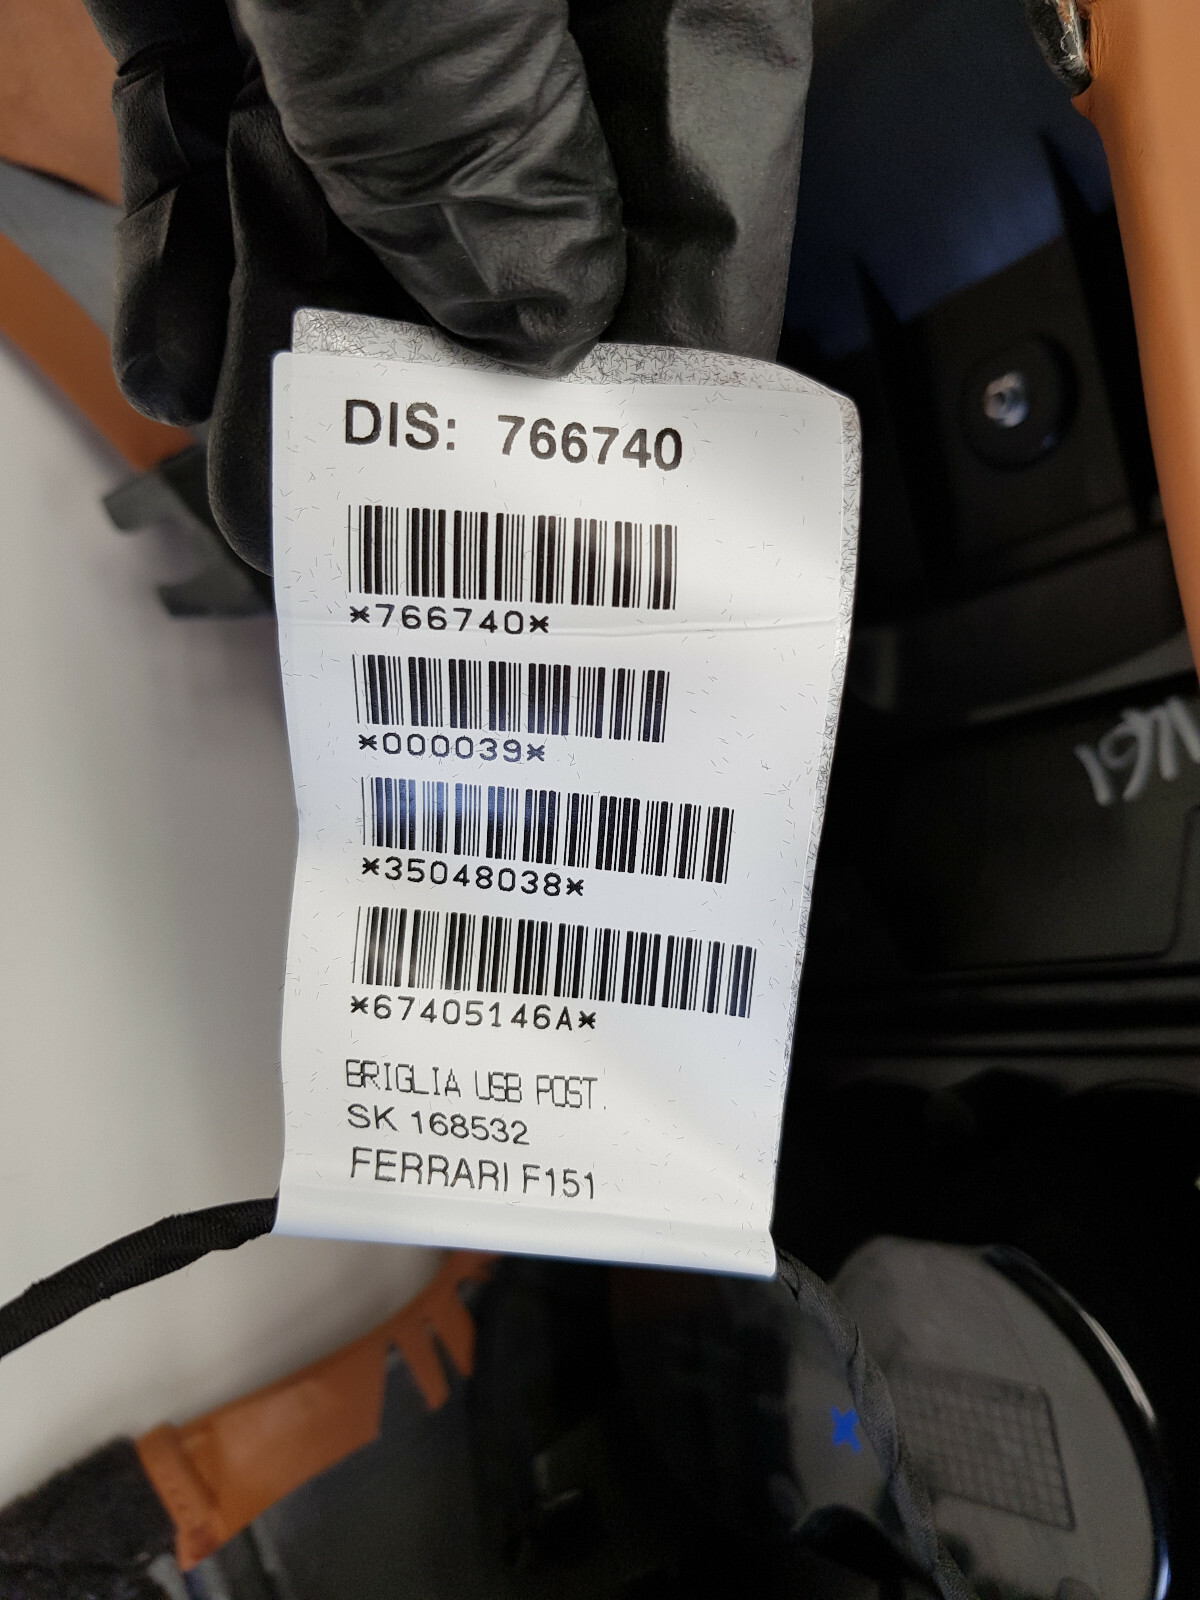 DIS: 766740
*766740*
*000039*
*35048038*
*67405146A*
BRIGLIA USB POST.
SK 168532
FERRARI F151